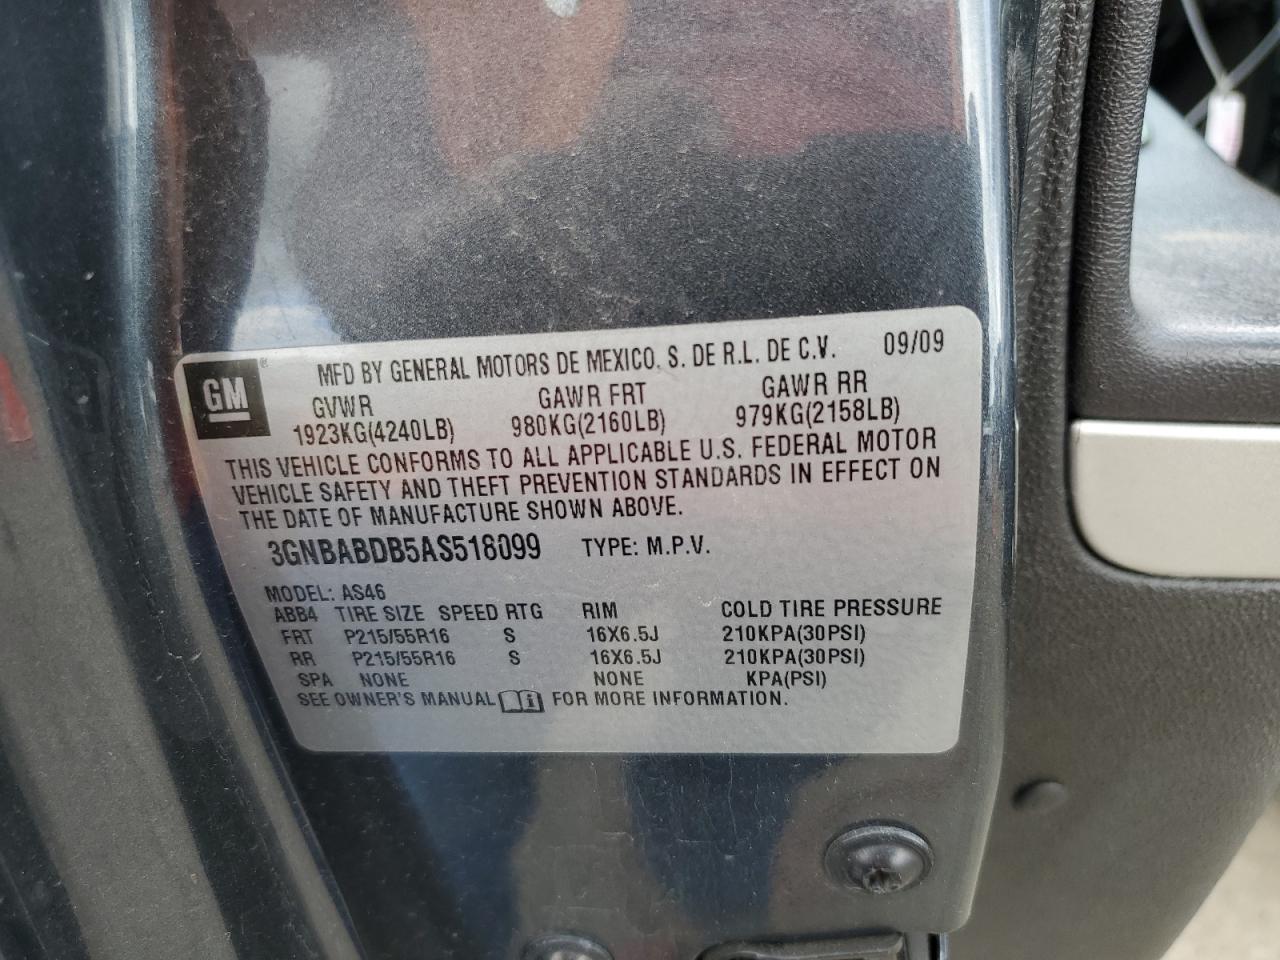 GM®
MFD BY GENERAL MOTORS DE MEXICO, S. DE R.L. DE C.V. 09/09
GVWR GAWR FRT GAWR RR
1923KG(4240LB) 980KG(2160LB) 979KG(2158LB)
THIS VEHICLE CONFORMS TO ALL APPLICABLE U.S. FEDERAL MOTOR
VEHICLE SAFETY AND THEFT PREVENTION STANDARDS IN EFFECT ON
THE DATE OF MANUFACTURE SHOWN ABOVE.
3GNBABDB5AS518099 TYPE: M.P.V.
MODEL: AS46
ABB4 TIRE SIZE SPEED RTG RIM COLD TIRE PRESSURE
FRT P215/55R16 S 16X6.5J 210KPA(30PSI)
RR P215/55R16 S 16X6.5J 210KPA(30PSI)
SPA NONE NONE KPA(PSI)
SEE OWNER'S MANUAL i FOR MORE INFORMATION.